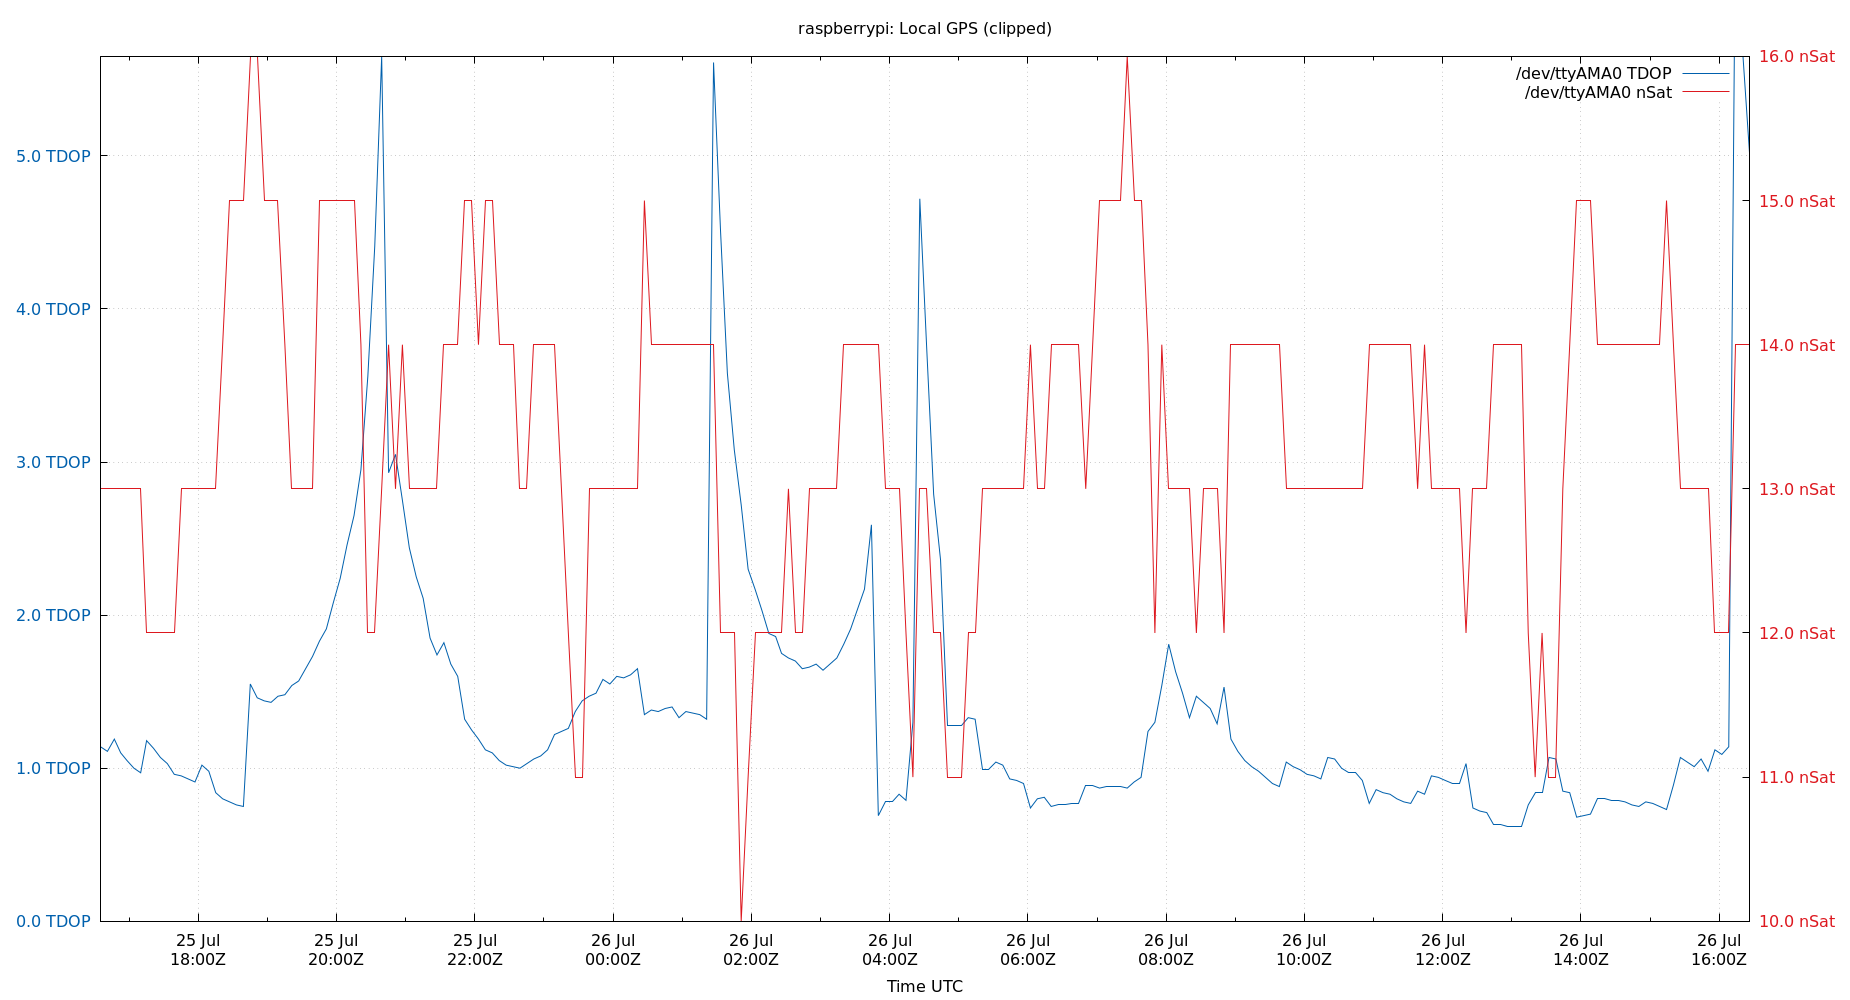 raspberrypi: Local GPS (clipped)
/dev/ttyAMA0 TDOP
/dev/ttyAMA0 nSat
5.0 TDOP
4.0 TDOP
3.0 TDOP
2.0 TDOP
1.0 TDOP
0.0 TDOP
16.0 nSat
15.0 nSat
14.0 nSat
13.0 nSat
12.0 nSat
11.0 nSat
10.0 nSat
25 Jul
18:00Z
25 Jul
20:00Z
25 Jul
22:00Z
26 Jul
00:00Z
26 Jul
02:00Z
26 Jul
04:00Z
26 Jul
06:00Z
26 Jul
08:00Z
26 Jul
10:00Z
26 Jul
12:00Z
26 Jul
14:00Z
26 Jul
16:00Z
Time UTC